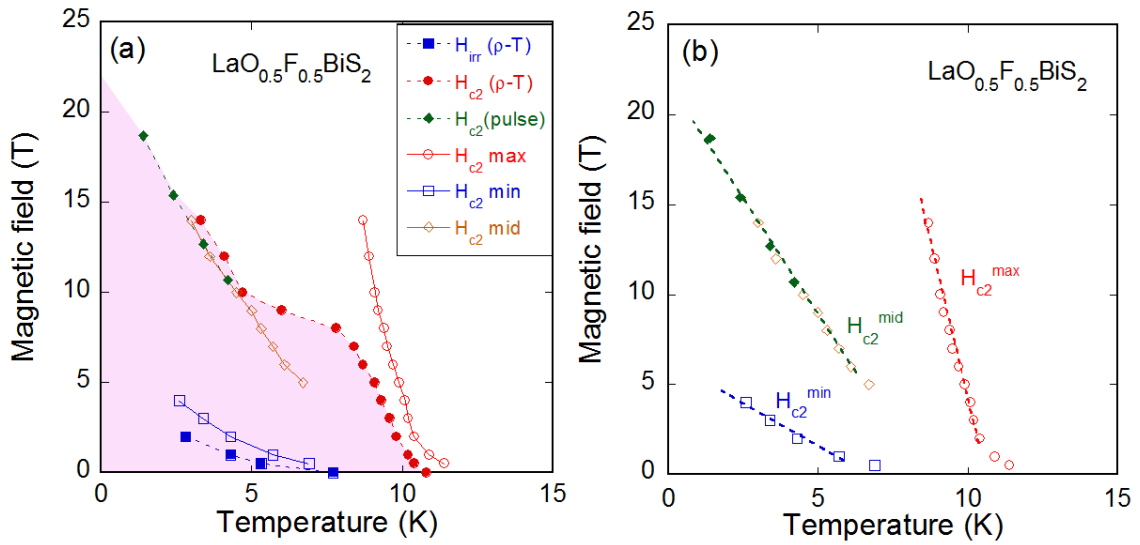 (a)
LaO0.5F0.5BiS2
Hirr (ρ-T)
Hc2 (ρ-T)
Hc2(pulse)
Hc2 max
Hc2 min
Hc2 mid
Magnetic field (T)
25
20
15
10
5
0
0 5 10 15
Temperature (K)
(b)
LaO0.5F0.5BiS2
Hc2max
Hc2mid
Hc2min
Magnetic field (T)
25
20
15
10
5
0
0 5 10 15
Temperature (K)